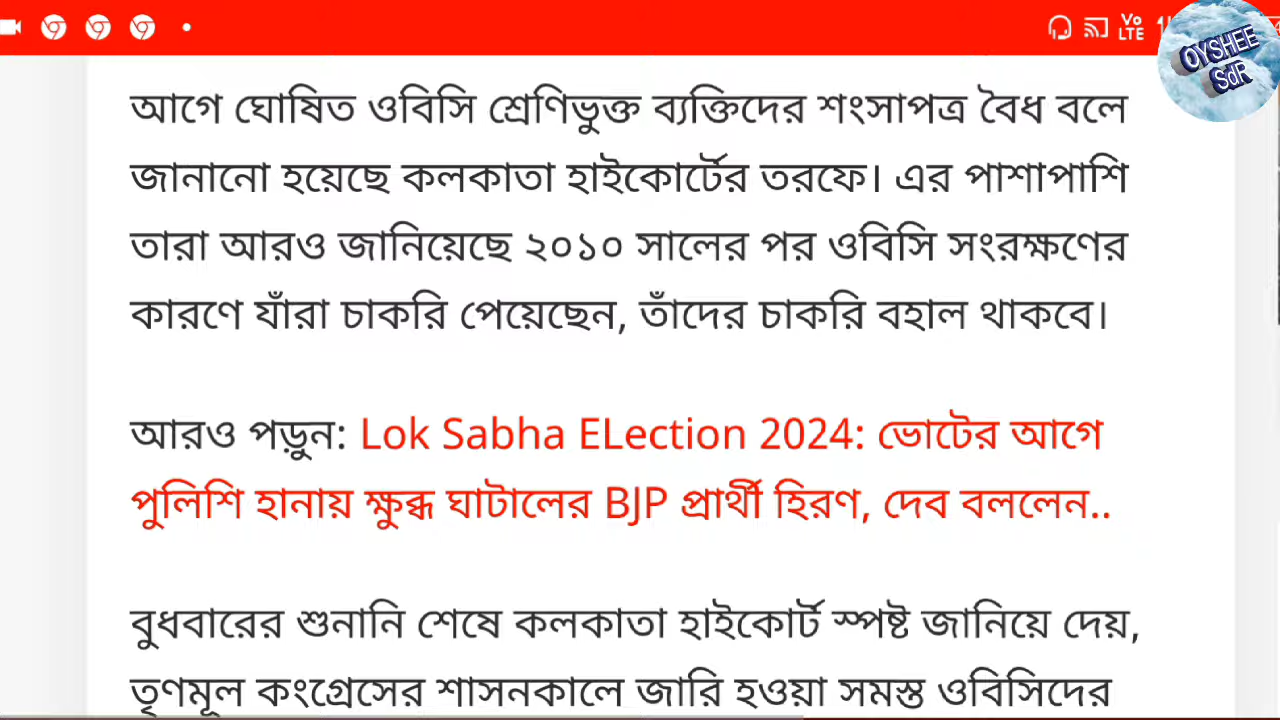 Vo
LTE
OYSHEE
SdR
আগে ঘোষিত ওবিসি শ্রেণিভুক্ত ব্যক্তিদের শংসাপত্র বৈধ বলে
জানানো হয়েছে কলকাতা হাইকোর্টের তরফে। এর পাশাপাশি
তারা আরও জানিয়েছে ২০১০ সালের পর ওবিসি সংরক্ষণের
কারণে যাঁরা চাকরি পেয়েছেন, তাঁদের চাকরি বহাল থাকবে।
আরও পড়ুন: Lok Sabha ELection 2024: ভোটের আগে
পুলিশি হানায় ক্ষুব্ধ ঘাটালের BJP প্রার্থী হিরণ, দেব বললেন..
বুধবারের শুনানি শেষে কলকাতা হাইকোর্ট স্পষ্ট জানিয়ে দেয়,
তৃণমূল কংগ্রেসের শাসনকালে জারি হওয়া সমস্ত ওবিসিদের